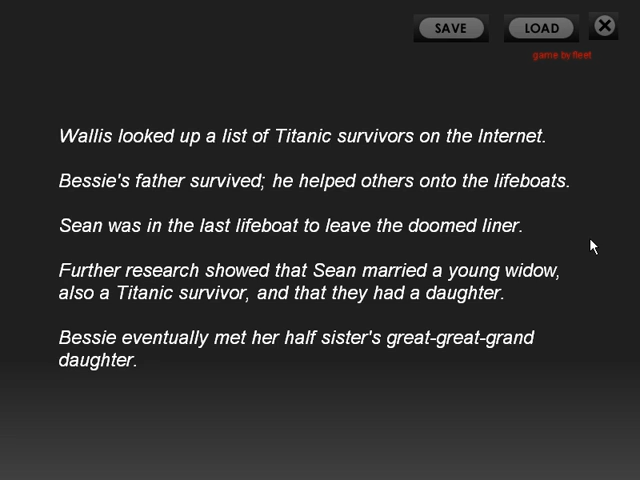 SAVE LOAD
game by fleet
Wallis looked up a list of Titanic survivors on the Internet.
Bessie's father survived; he helped others onto the lifeboats.
Sean was in the last lifeboat to leave the doomed liner.
Further research showed that Sean married a young widow,
also a Titanic survivor, and that they had a daughter.
Bessie eventually met her half sister's great-great-grand
daughter.